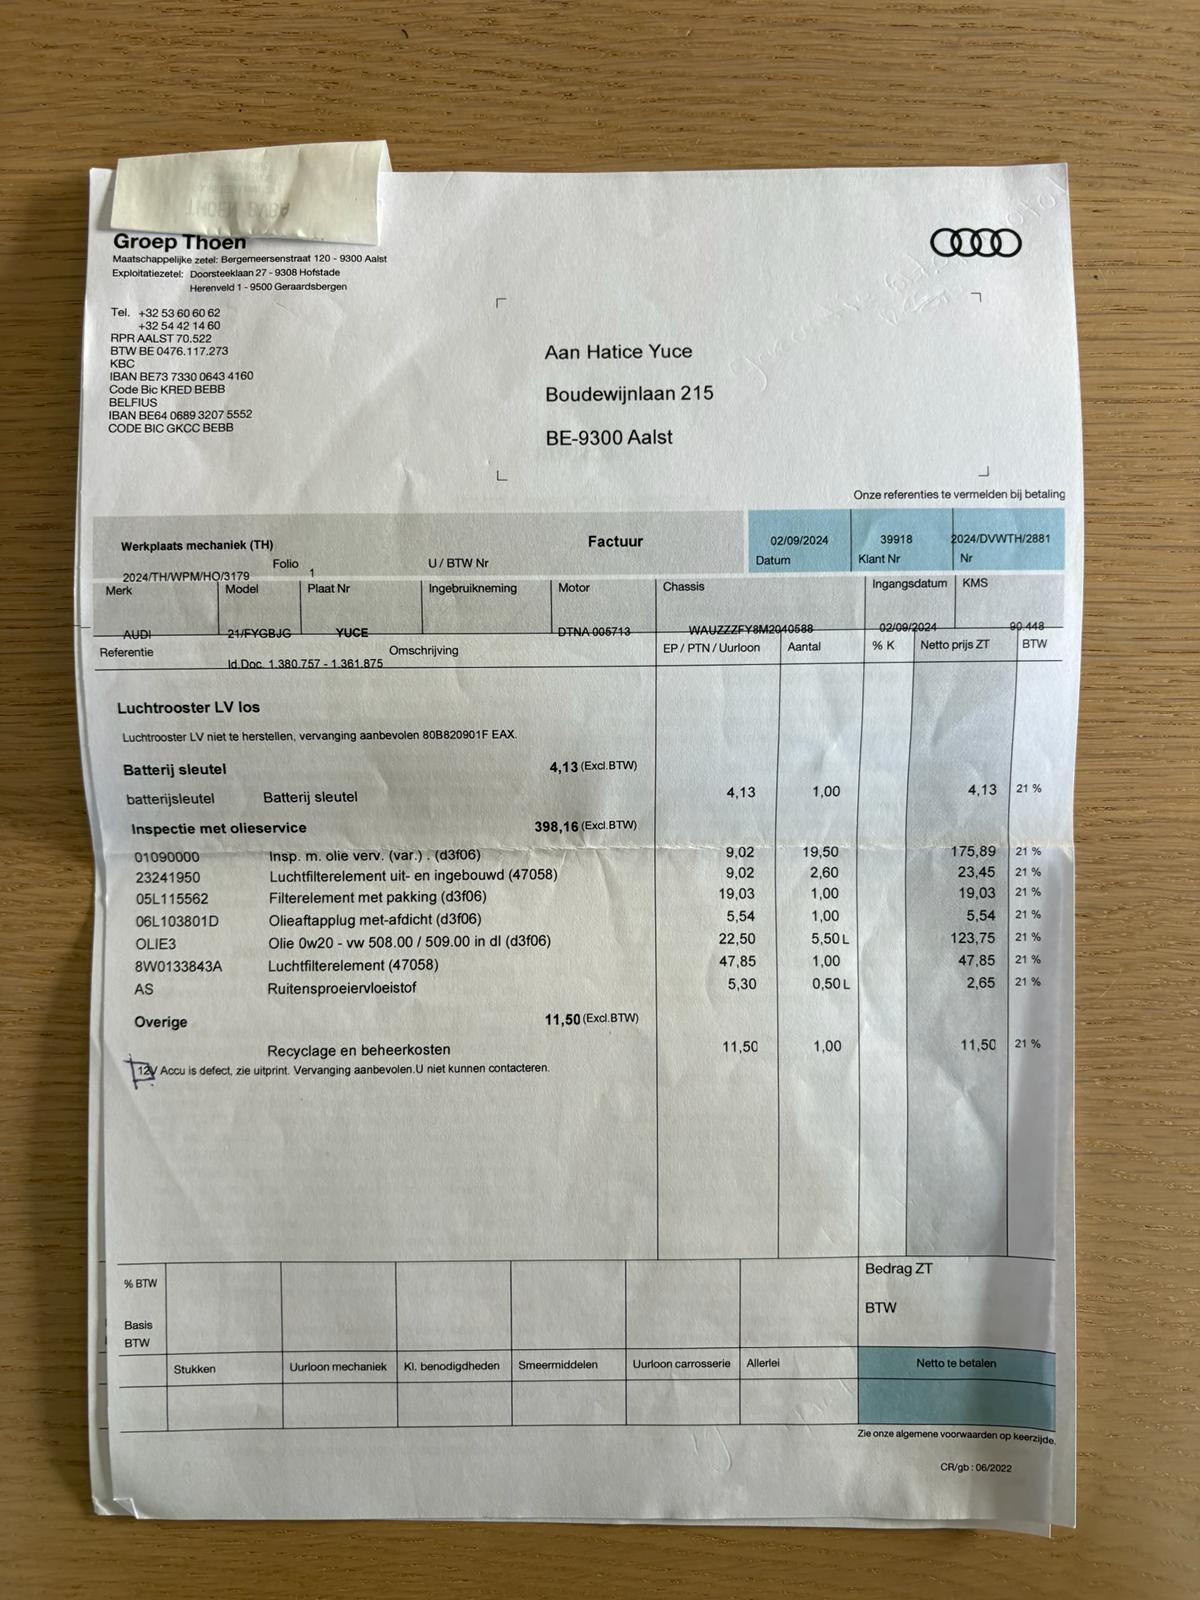 Groep Thoen
Maatschappelijke zetel: Bergemeersenstraat 120 - 9300 Aalst
Exploitatiezetel: Doorsteeklaan 27 - 9308 Hofstade
Herenveld 1 - 9500 Geraardsbergen
Tel. +32 53 60 60 62
+32 54 42 14 60
RPR AALST 70.522
BTW BE 0476.117.273
KBC
IBAN BE73 7330 0643 4160
Code Bic KRED BEBB
BELFIUS
IBAN BE64 0689 3207 5552
CODE BIC GKCC BEBB
Aan Hatice Yuce
Boudewijnlaan 215
BE-9300 Aalst
Onze referenties te vermelden bij betaling
Werkplaats mechaniek (TH) Factuur 02/09/2024 39918 2024/DVWTH/2881
Folio U / BTW Nr Datum Klant Nr Nr
2024/TH/WPM/HO/3179 1
Merk Model Plaat Nr Ingebruikneming Motor Chassis Ingangsdatum KMS
AUDI 21/FYGBJG YUCE DTNA 005713 WAUZZZFY8M2040588 02/09/2024 90.448
Referentie Omschrijving EP / PTN / Uurloon Aantal % K Netto prijs ZT BTW
Id.Doc. 1.380.757 - 1.361.875
Luchtrooster LV los
Luchtrooster LV niet te herstellen, vervanging aanbevolen 80B820901F EAX.
Batterij sleutel 4,13 (Excl.BTW)
batterijsleutel Batterij sleutel 4,13 1,00 4,13 21 %
Inspectie met olieservice 398,16 (Excl.BTW)
01090000 Insp. m. olie verv. (var.) . (d3f06) 9,02 19,50 175,89 21 %
23241950 Luchtfilterelement uit- en ingebouwd (47058) 9,02 2,60 23,45 21 %
05L115562 Filterelement met pakking (d3f06) 19,03 1,00 19,03 21 %
06L103801D Olieaftapplug met-afdicht (d3f06) 5,54 1,00 5,54 21 %
OLIE3 Olie 0w20 - vw 508.00 / 509.00 in dl (d3f06) 22,50 5,50 L 123,75 21 %
8W0133843A Luchtfilterelement (47058) 47,85 1,00 47,85 21 %
AS Ruitensproeiervloeistof 5,30 0,50 L 2,65 21 %
Overige 11,50 (Excl.BTW)
Recyclage en beheerkosten 11,50 1,00 11,50 21 %
12V Accu is defect, zie uitprint. Vervanging aanbevolen.U niet kunnen contacteren.
% BTW Bedrag ZT
BTW
Basis
BTW
Stukken Uurloon mechaniek Kl. benodigdheden Smeermiddelen Uurloon carrosserie Allerlei Netto te betalen
Zie onze algemene voorwaarden op keerzijde.
CR/gb : 06/2022